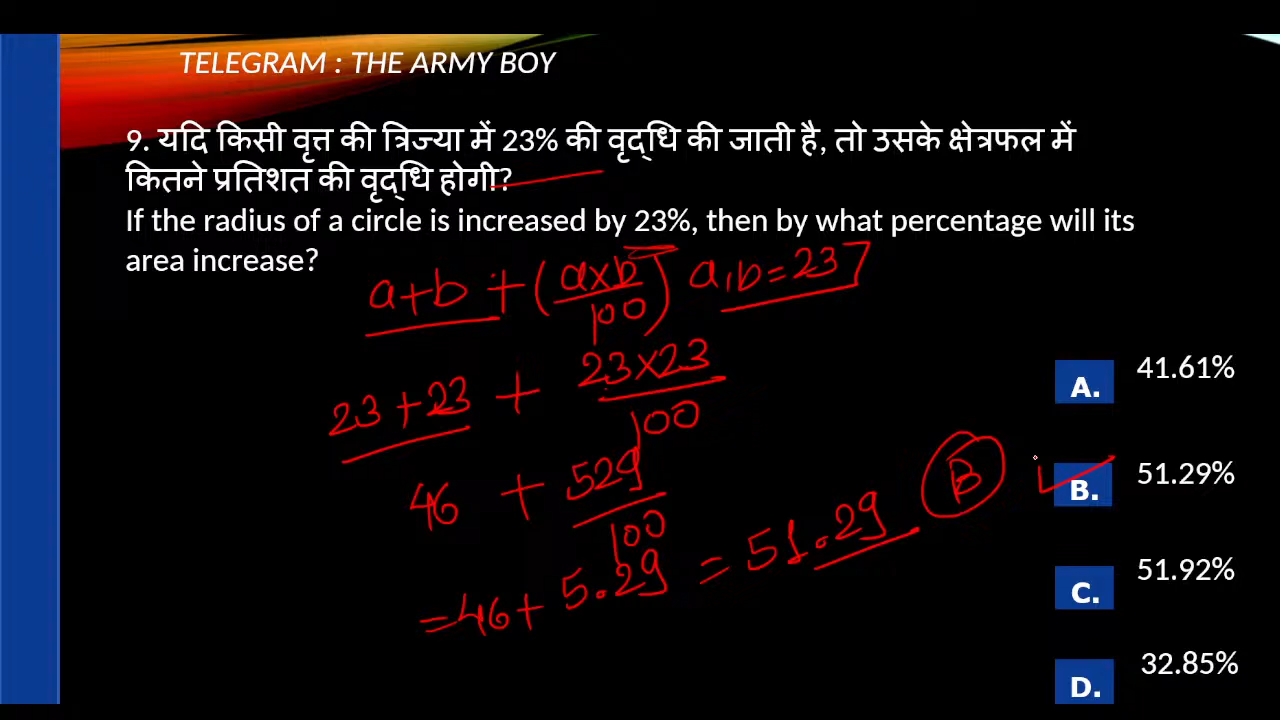 TELEGRAM : THE ARMY BOY
9. यदि किसी वृत्त की त्रिज्या में 23% की वृद्धि की जाती है, तो उसके क्षेत्रफल में
कितने प्रतिशत की वृद्धि होगी?
If the radius of a circle is increased by 23%, then by what percentage will its
area increase?
a+b + (a×b/100) a,b=23
23+23 + 23×23/100
46 + 529/100
=46+ 5.29 = 51.29 B
A. 41.61%
B. 51.29%
C. 51.92%
D. 32.85%